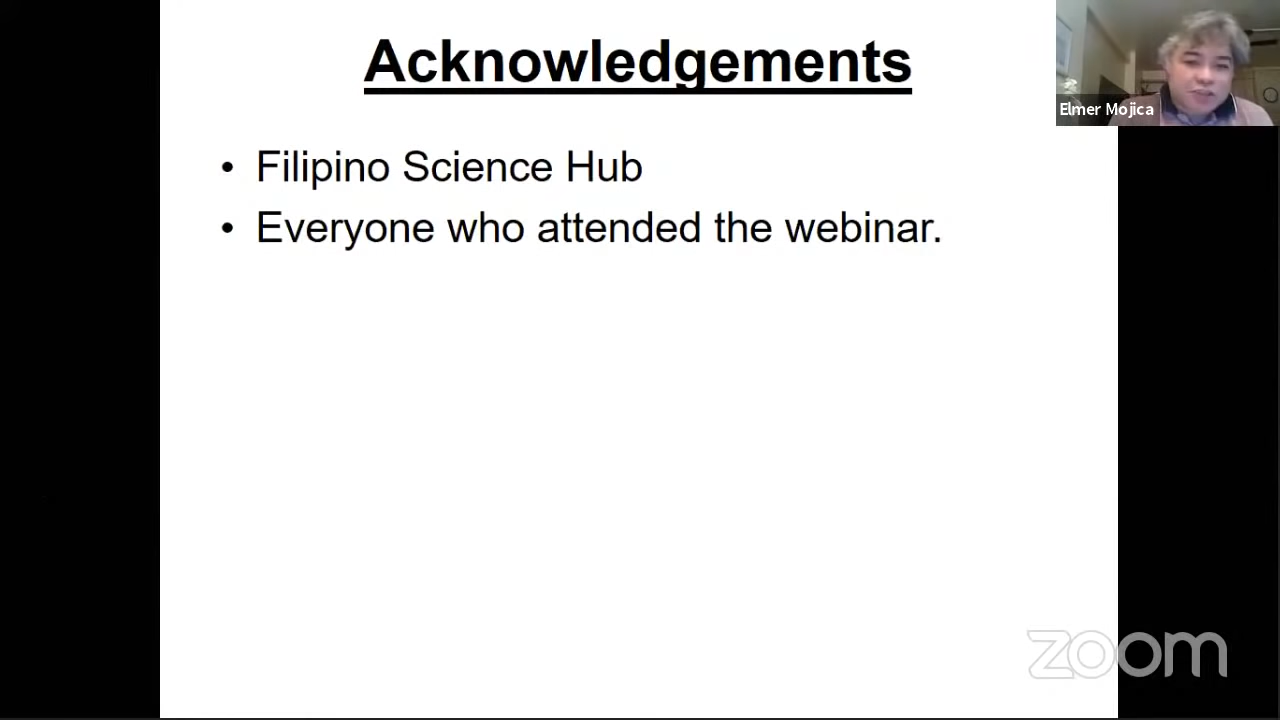 Acknowledgements
Elmer Mojica
• Filipino Science Hub
• Everyone who attended the webinar.
zoom